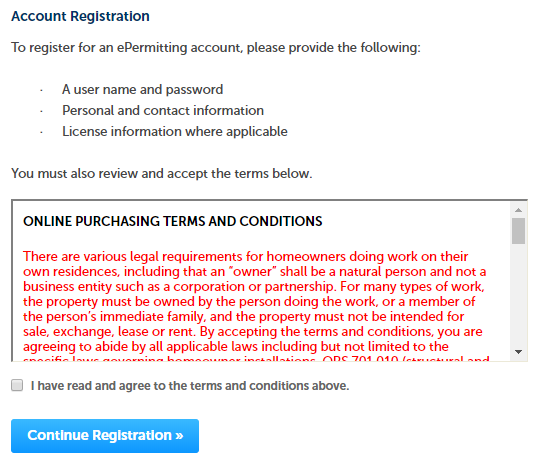 Account Registration
To register for an ePermitting account, please provide the following:
· A user name and password
· Personal and contact information
· License information where applicable
You must also review and accept the terms below.
ONLINE PURCHASING TERMS AND CONDITIONS
There are various legal requirements for homeowners doing work on their
own residences, including that an "owner" shall be a natural person and not a
business entity such as a corporation or partnership. For many types of work,
the property must be owned by the person doing the work, or a member of
the person's immediate family, and the property must not be intended for
sale, exchange, lease or rent. By accepting the terms and conditions, you are
agreeing to abide by all applicable laws including but not limited to the
specific laws governing homeowner installations, ORS 701.010 (structural and
I have read and agree to the terms and conditions above.
Continue Registration »